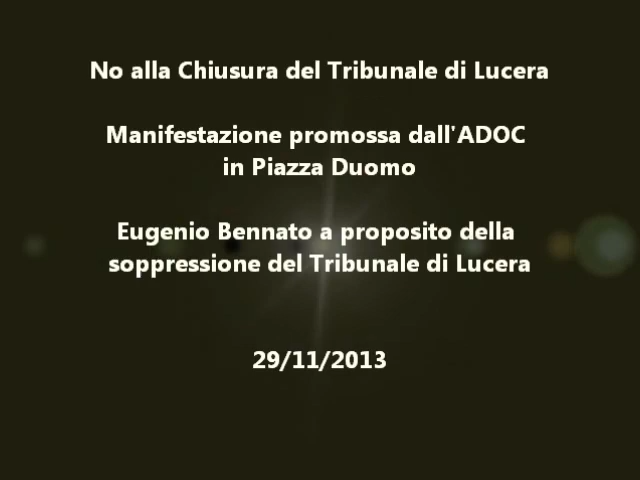 No alla Chiusura del Tribunale di Lucera
Manifestazione promossa dall'ADOC
in Piazza Duomo
Eugenio Bennato a proposito della
soppressione del Tribunale di Lucera
29/11/2013